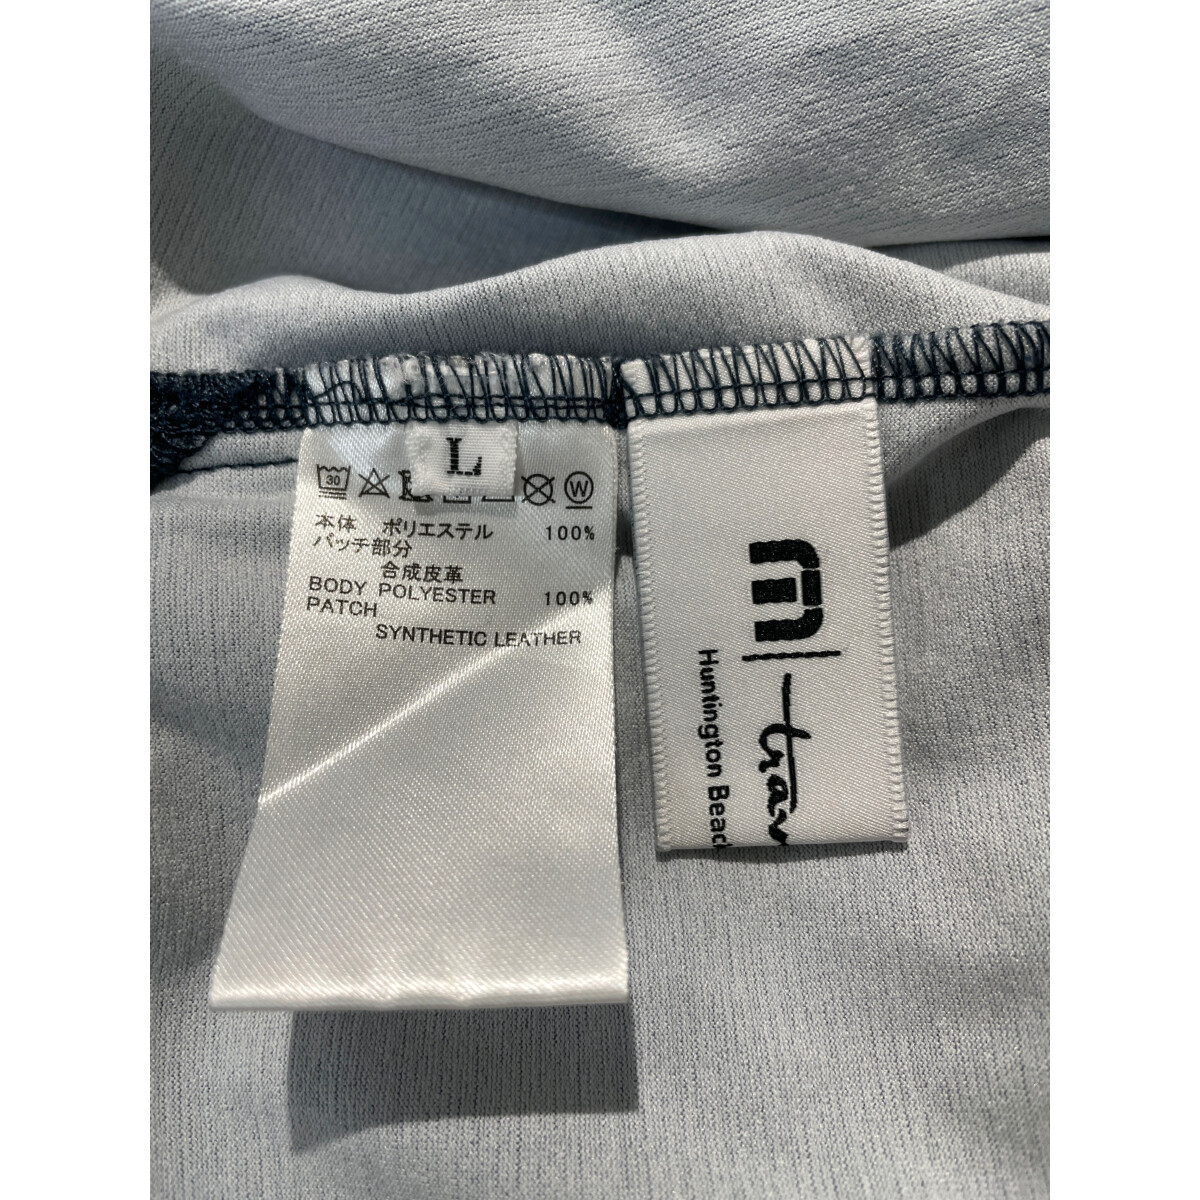 L
30
W
本体 ポリエステル 100%
パッチ部分
合成皮革
BODY POLYESTER 100%
PATCH
SYNTHETIC LEATHER
Huntington Beach